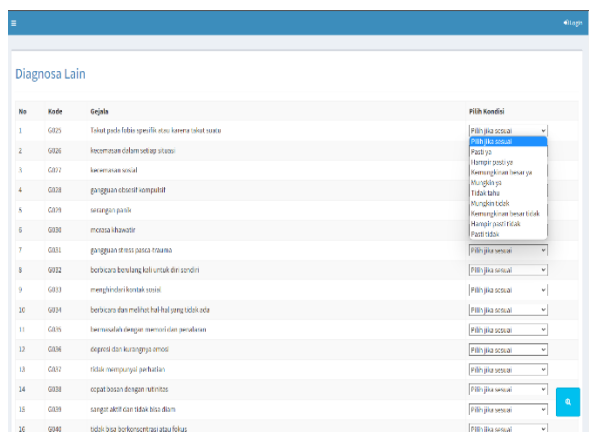 Login
Diagnosa Lain
No Kode Gejala Pilih Kondisi
1 G025 Takut pada fobia spesifik atau karena takut suatu Pilih jika sesuai
Pilih jika sesuai
Pasti ya
Hampir pasti ya
Kemungkinan besar ya
Mungkin ya
Tidak tahu
Mungkin tidak
Kemungkinan besar tidak
Hampir pasti tidak
Pasti tidak
2 G026 kecemasan dalam setiap situasi
3 G027 kecemasan sosial
4 G028 gangguan obsesif kompulsif
5 G029 serangan panik
6 G030 merasa khawatir
7 G031 gangguan stress pasca trauma Pilih jika sesuai
8 G032 berbicara berulang kali untuk diri sendiri Pilih jika sesuai
9 G033 menghindari kontak sosial Pilih jika sesuai
10 G034 berbicara dan melihat hal-hal yang tidak ada Pilih jika sesuai
11 G035 bermasalah dengan memori dan penalaran Pilih jika sesuai
12 G036 depresi dan kurangnya emosi Pilih jika sesuai
13 G037 tidak mempunyai perhatian Pilih jika sesuai
14 G038 cepat bosan dengan rutinitas Pilih jika sesuai
15 G039 sangat aktif dan tidak bisa diam Pilih jika sesuai
16 G040 tidak bisa berkonsentrasi atau fokus Pilih jika sesuai